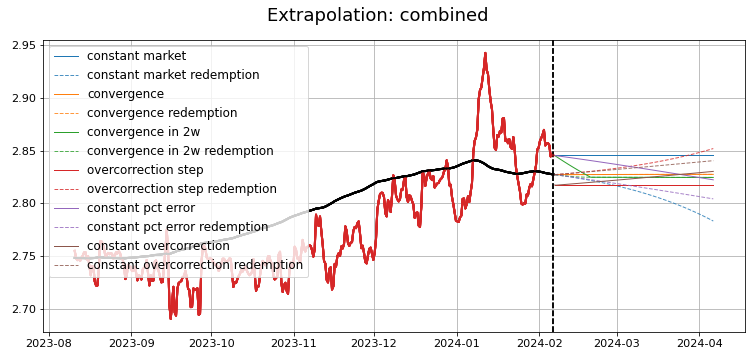 Extrapolation: combined
2.95
2.90
2.85
2.80
2.75
2.70
constant market
constant market redemption
convergence
convergence redemption
convergence in 2w
convergence in 2w redemption
overcorrection step
overcorrection step redemption
constant pct error
constant pct error redemption
constant overcorrection
constant overcorrection redemption
2023-08 2023-09 2023-10 2023-11 2023-12 2024-01 2024-02 2024-03 2024-04